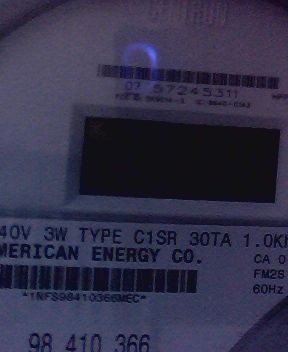 07 57245311
40V 3W TYPE C1SR 30TA 1.0K
MERICAN ENERGY CO.
CA 0
FM2S
*1NFS98410366MEC*
60Hz
98 410 366